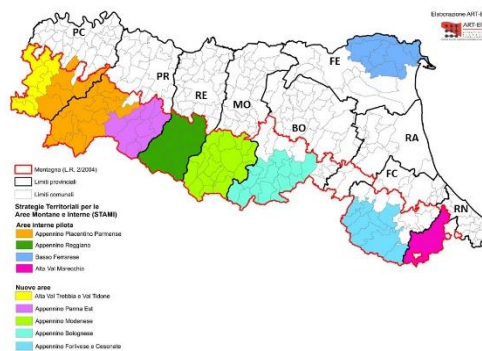 Elaborazione ART-E
ART-E
PC
PR
RE
MO
FE
BO
RA
FC
RN
Montagna (L.R. 2/2004)
Limiti provinciali
Limiti comunali
Strategie Territoriali per le
Aree Montane e Interne (STAMI)
Aree interne pilota
Appennino Piacentino Parmense
Appennino Reggiano
Basso Ferrarese
Alta Val Marecchia
Nuove aree
Alta Val Trebbia e Val Tidone
Appennino Parma Est
Appennino Modenese
Appennino Bolognese
Appennino Forlivese e Cesenate